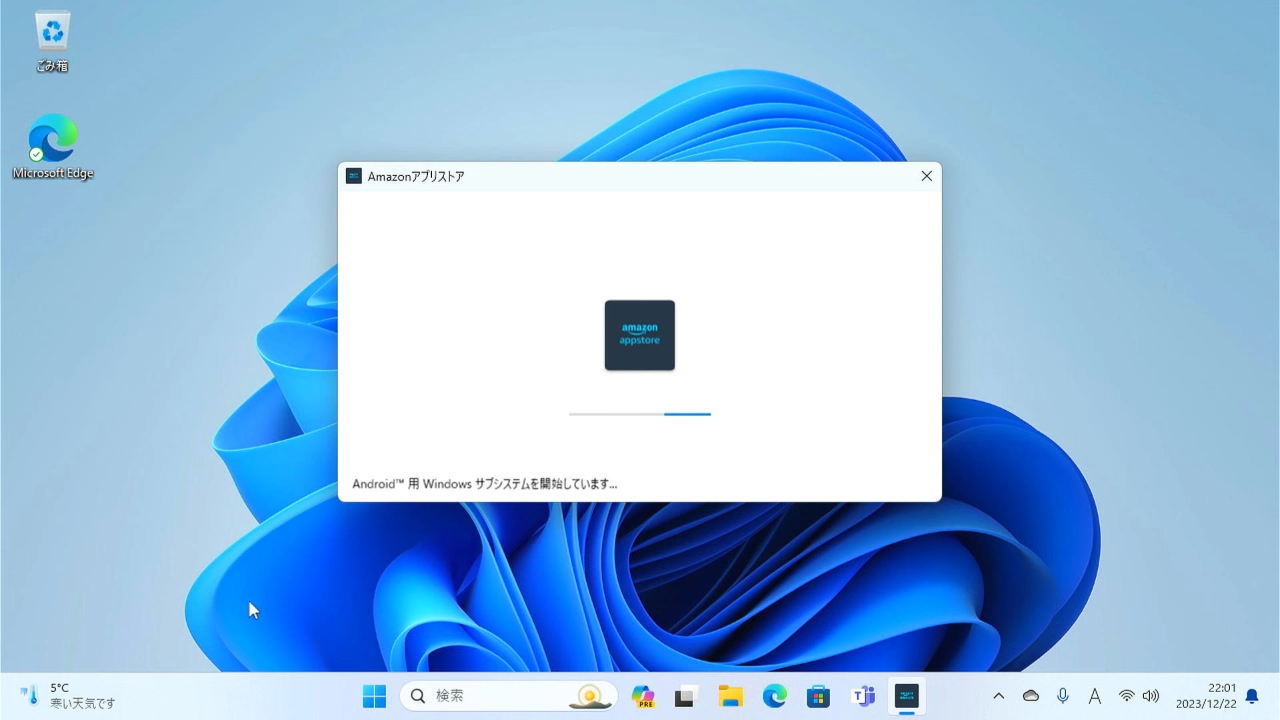 ごみ箱
Microsoft Edge
Amazonアプリストア
amazon
appstore
Android™ 用 Windows サブシステムを開始しています...
5°C
寒い天気です
検索
PRE
A
22:01
2023/12/22